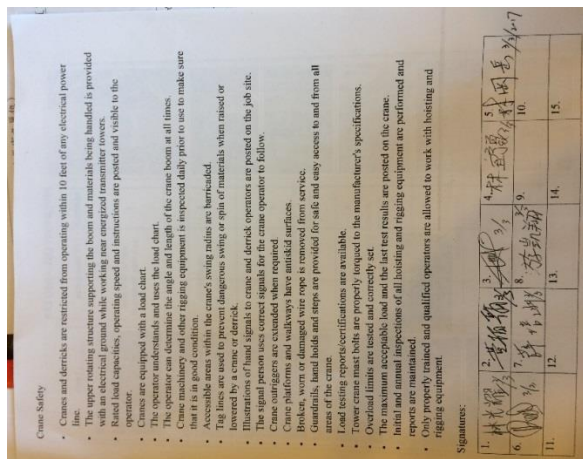 Crane Safety
• Cranes and derricks are restricted from operating within 10 feet of any electrical power
line.
• The upper rotating structure supporting the boom and materials being handled is provided
with an electrical ground while working near energized transmitter towers.
• Rated load capacities, operating speed and instructions are posted and visible to the
operator.
• Cranes are equipped with a load chart.
• The operator understands and uses the load chart.
• The operator can determine the angle and length of the crane boom at all times.
• Crane machinery and other rigging equipment is inspected daily prior to use to make sure
that it is in good condition.
• Accessible areas within the crane's swing radius are barricaded.
• Tag lines are used to prevent dangerous swing or spin of materials when raised or
lowered by a crane or derrick.
• Illustrations of hand signals to crane and derrick operators are posted on the job site.
• The signal person uses correct signals for the crane operator to follow.
• Crane outriggers are extended when required.
• Crane platforms and walkways have antiskid surfaces.
• Broken, worn or damaged wire rope is removed from service.
• Guardrails, hand holds and steps are provided for safe and easy access to and from all
areas of the crane.
• Load testing reports/certifications are available.
• Tower crane mast bolts are properly torqued to the manufacturer's specifications.
• Overload limits are tested and correctly set.
• The maximum acceptable load and the last test results are posted on the crane.
• Initial and annual inspections of all hoisting and rigging equipment are performed and
reports are maintained.
• Only properly trained and qualified operators are allowed to work with hoisting and
rigging equipment
Signatures:
1. 2. 3. 3/1 4. 林 5.
6. 3/1 7. 8. 游凱翔 9. 10.
11. 12. 13. 14. 15.